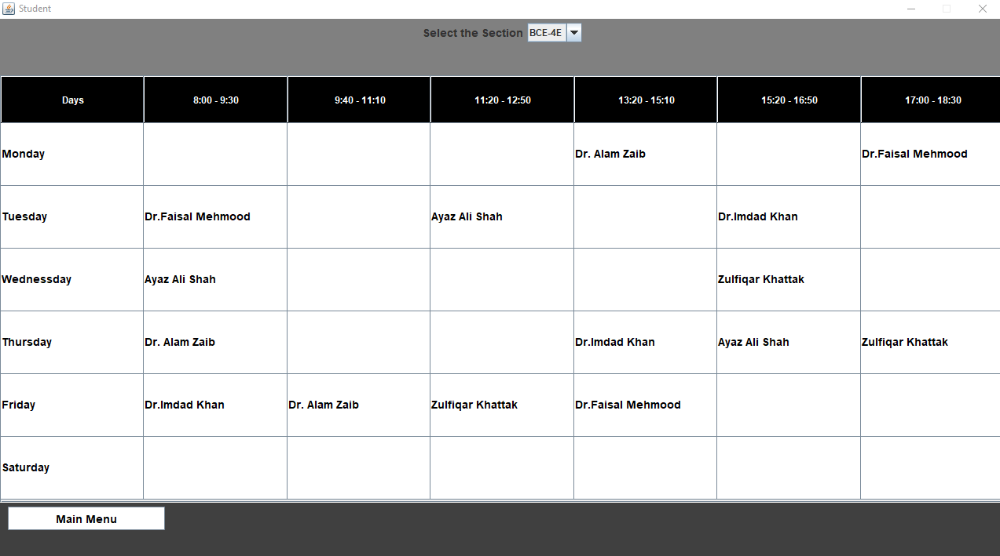 Student
Select the Section BCE-4E
Days 8:00 - 9:30 9:40 - 11:10 11:20 - 12:50 13:20 - 15:10 15:20 - 16:50 17:00 - 18:30
Monday Dr. Alam Zaib Dr.Faisal Mehmood
Tuesday Dr.Faisal Mehmood Ayaz Ali Shah Dr.Imdad Khan
Wednessday Ayaz Ali Shah Zulfiqar Khattak
Thursday Dr. Alam Zaib Dr.Imdad Khan Ayaz Ali Shah Zulfiqar Khattak
Friday Dr.Imdad Khan Dr. Alam Zaib Zulfiqar Khattak Dr.Faisal Mehmood
Saturday
Main Menu